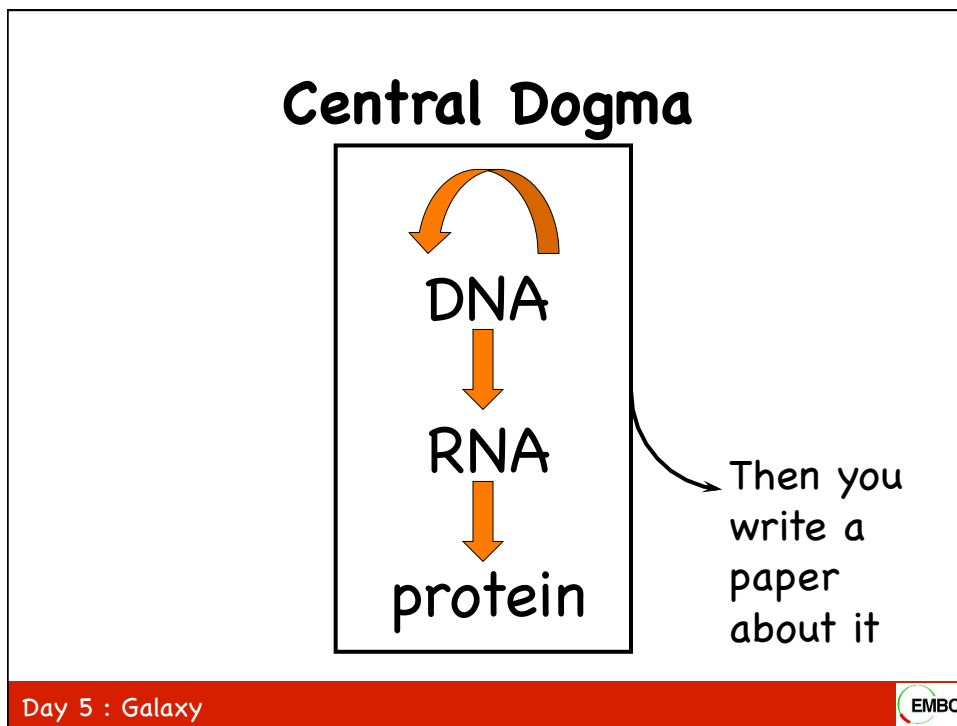 Central Dogma
DNA
RNA
protein
Then you
write a
paper
about it
Day 5 : Galaxy